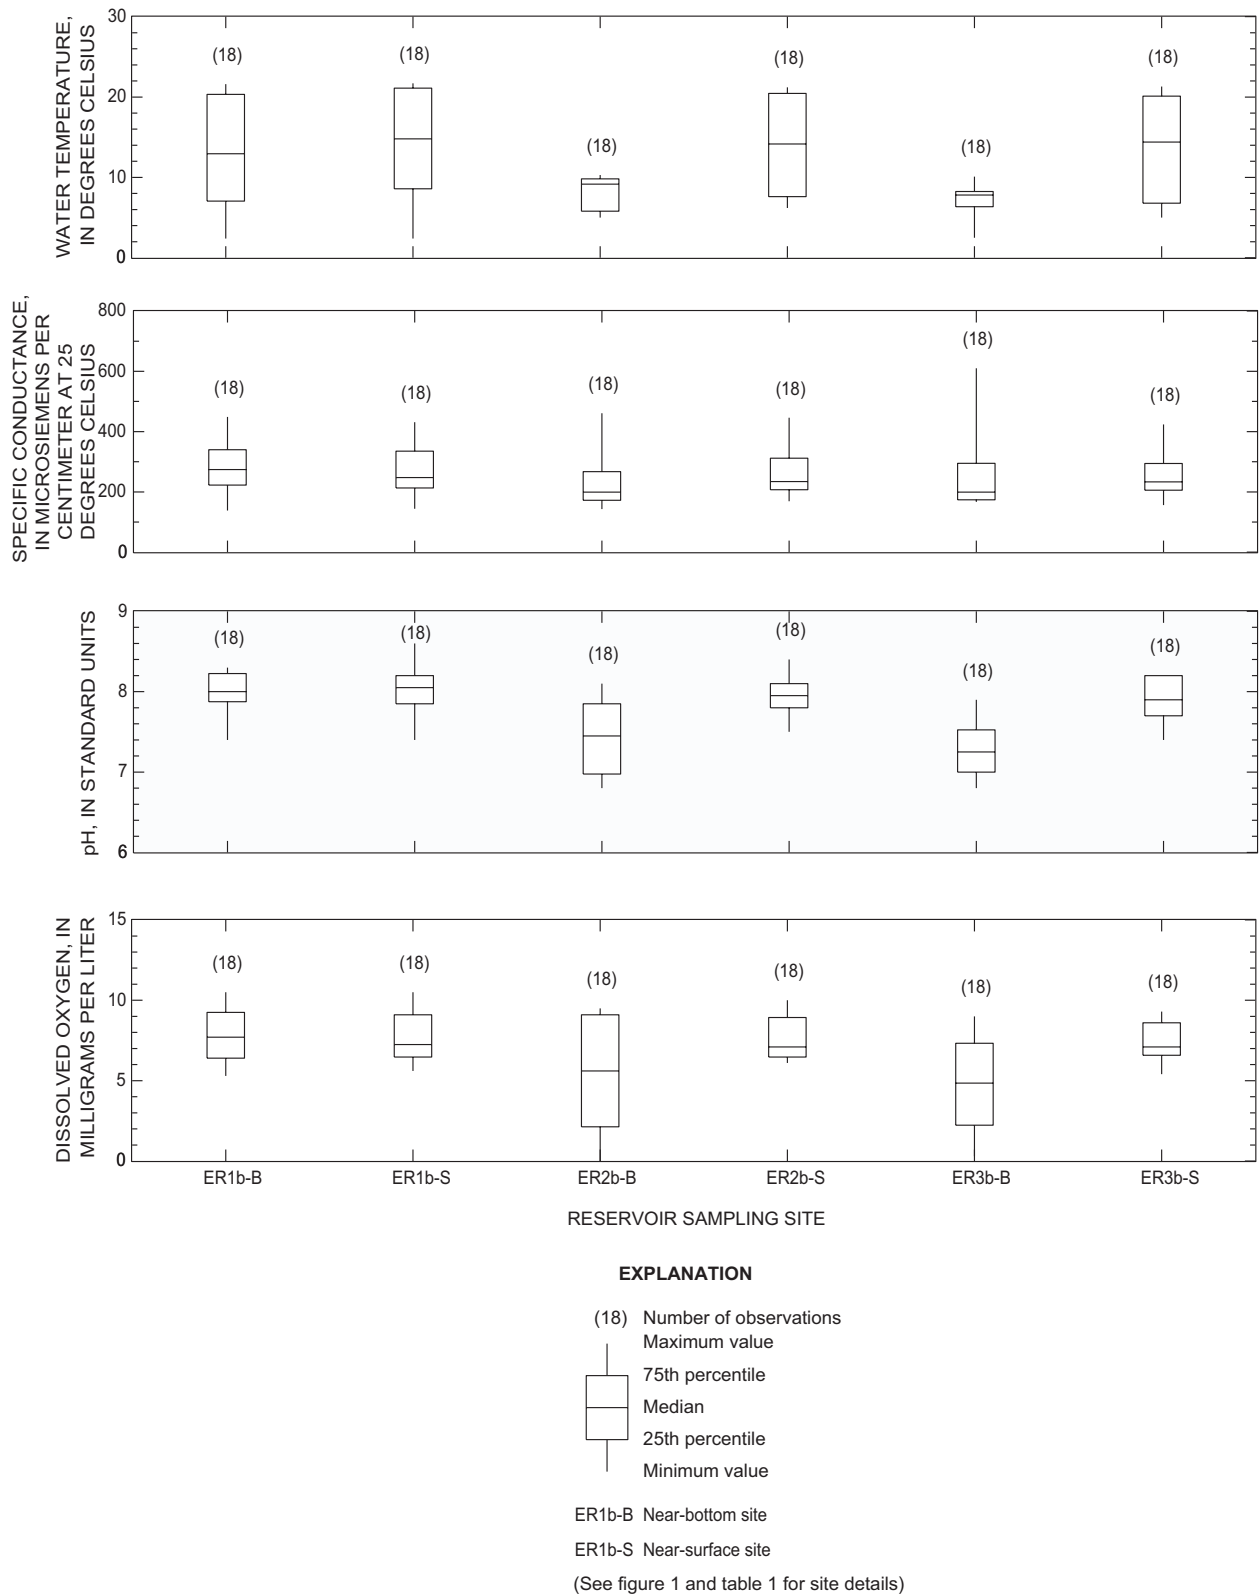 WATER TEMPERATURE,
IN DEGREES CELSIUS
30
20
10
0
(18)
(18)
(18)
(18)
(18)
(18)
SPECIFIC CONDUCTANCE,
IN MICROSIEMENS PER
CENTIMETER AT 25
DEGREES CELSIUS
800
600
400
200
0
(18)
(18)
(18)
(18)
(18)
(18)
pH, IN STANDARD UNITS
9
8
7
6
(18)
(18)
(18)
(18)
(18)
(18)
DISSOLVED OXYGEN, IN
MILLIGRAMS PER LITER
15
10
5
0
(18)
(18)
(18)
(18)
(18)
(18)
ER1b-B ER1b-S ER2b-B ER2b-S ER3b-B ER3b-S
RESERVOIR SAMPLING SITE
EXPLANATION
(18) Number of observations
Maximum value
75th percentile
Median
25th percentile
Minimum value
ER1b-B Near-bottom site
ER1b-S Near-surface site
(See figure 1 and table 1 for site details)